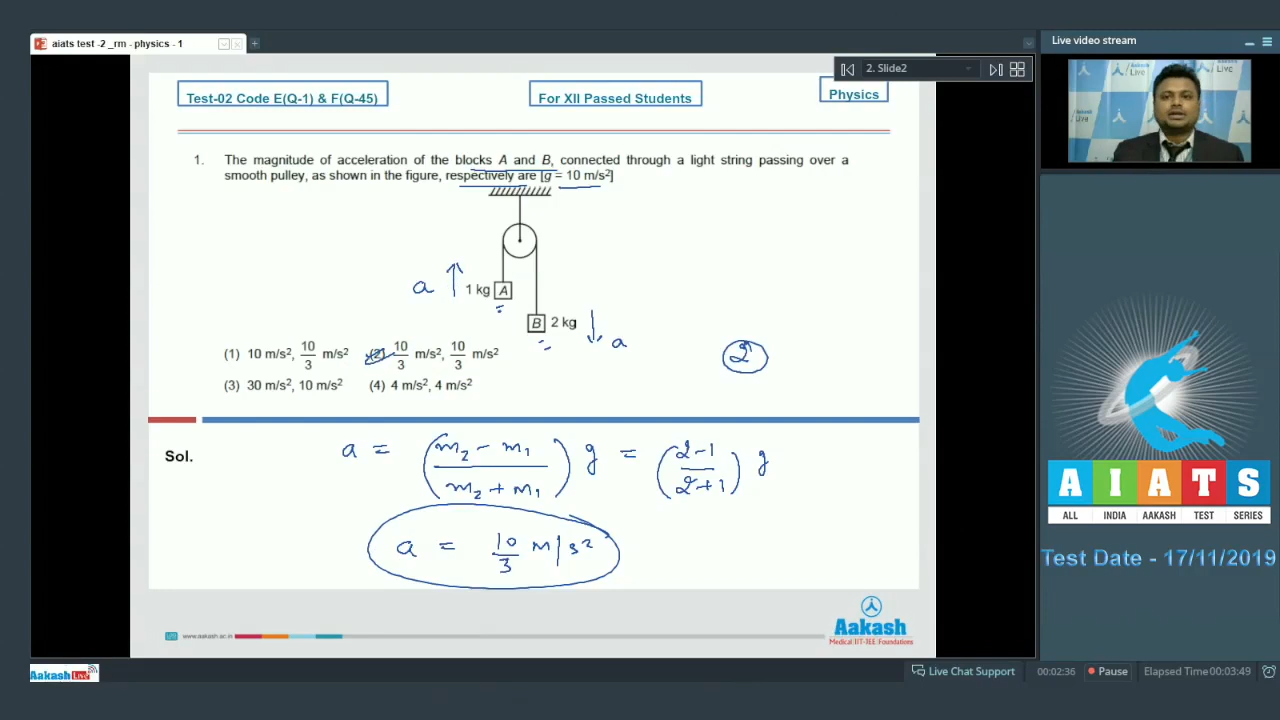 Live video stream
aiats test -2 _rm - physics - 1
2. Slide2
Test-02 Code E(Q-1) & F(Q-45)
For XII Passed Students
Physics
1. The magnitude of acceleration of the blocks A and B, connected through a light string passing over a
smooth pulley, as shown in the figure, respectively are [g = 10 m/s²]
a
1 kg A
B 2 kg
a
(1) 10 m/s², 10/3 m/s² (2) 10/3 m/s², 10/3 m/s²
2
(3) 30 m/s², 10 m/s² (4) 4 m/s², 4 m/s²
Sol.
a = (m₂ - m₁ / m₂ + m₁) g = (2-1 / 2+1) g
a = 10/3 m/s²
A I A T S
ALL INDIA AAKASH TEST SERIES
Test Date - 17/11/2019
www.aakash.ac.in
Aakash
Medical|IIT-JEE|Foundations
Aakash Live
Live Chat Support 00:02:36 Pause Elapsed Time 00:03:49